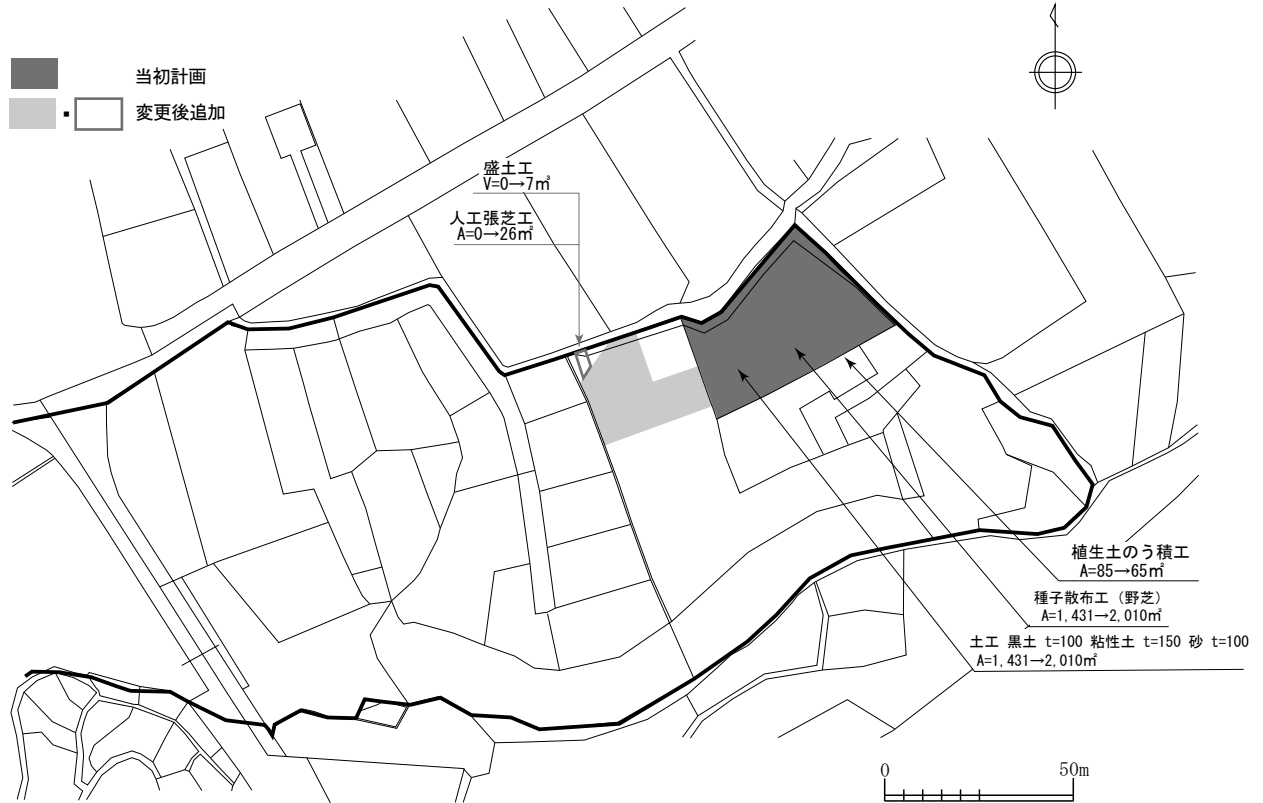 当初計画
・ 変更後追加
盛土工
V=0→7㎥
人工張芝工
A=0→26㎡
植生土のう積工
A=85→65㎡
種子散布工（野芝）
A=1,431→2,010㎡
土工 黒土 t=100 粘性土 t=150 砂 t=100
A=1,431→2,010㎡
0 50m